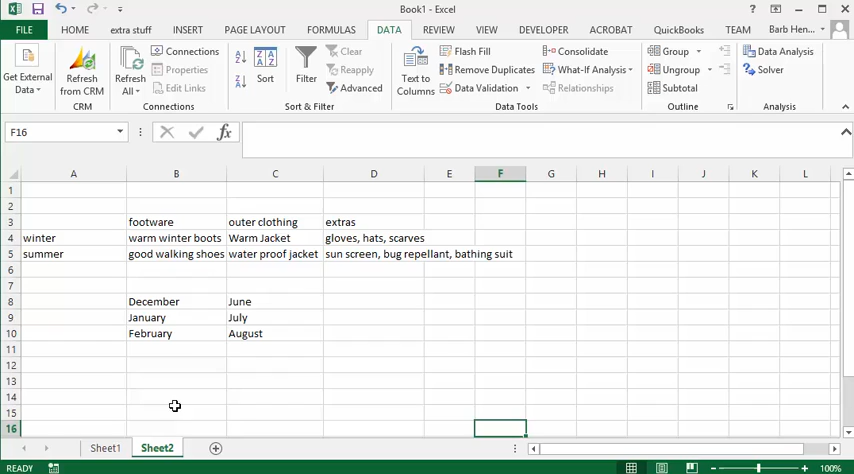 Book1 - Excel
FILE HOME extra stuff INSERT PAGE LAYOUT FORMULAS DATA REVIEW VIEW DEVELOPER ACROBAT QuickBooks TEAM Barb Hen...
Get External Data
Refresh from CRM
CRM
Refresh All
Connections
Properties
Edit Links
Connections
Sort
Filter
Clear
Reapply
Advanced
Sort & Filter
Text to Columns
Flash Fill
Remove Duplicates
Data Validation
Consolidate
What-If Analysis
Relationships
Data Tools
Group
Ungroup
Subtotal
Outline
Data Analysis
Solver
Analysis
F16 fx
A B C D E F G H I J K L
1
2
3 footware outer clothing extras
4 winter warm winter boots Warm Jacket gloves, hats, scarves
5 summer good walking shoes water proof jacket sun screen, bug repellant, bathing suit
6
7
8 December June
9 January July
10 February August
11
12
13
14
15
16
Sheet1 Sheet2
READY 100%